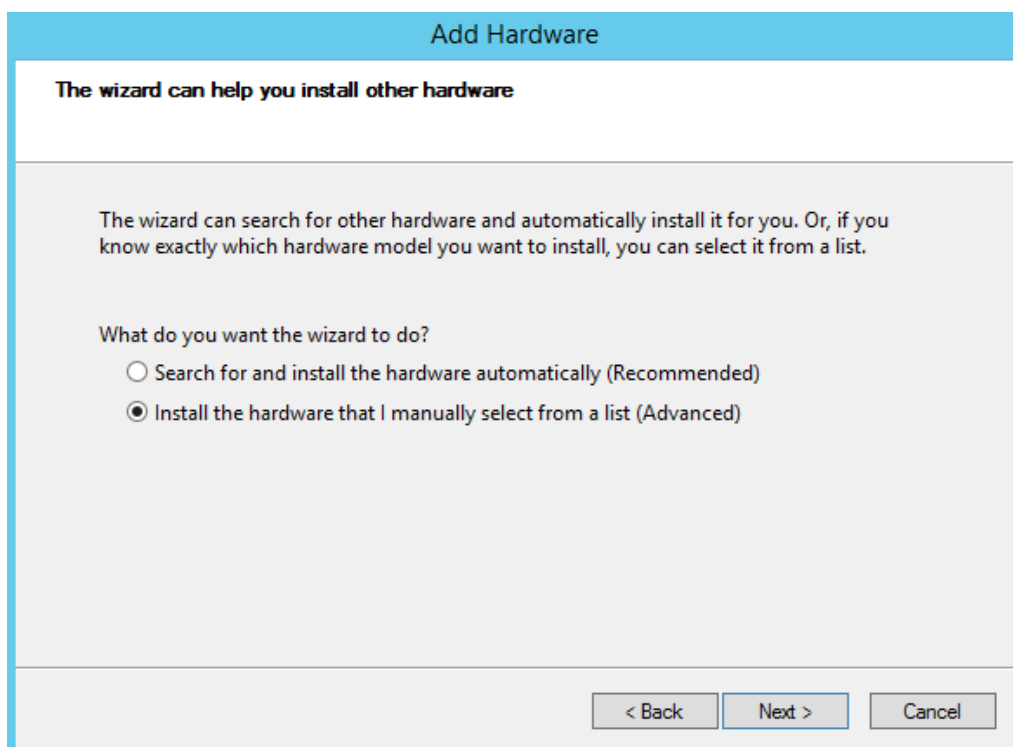 Add Hardware
The wizard can help you install other hardware
The wizard can search for other hardware and automatically install it for you. Or, if you
know exactly which hardware model you want to install, you can select it from a list.
What do you want the wizard to do?
Search for and install the hardware automatically (Recommended)
Install the hardware that I manually select from a list (Advanced)
< Back Next > Cancel